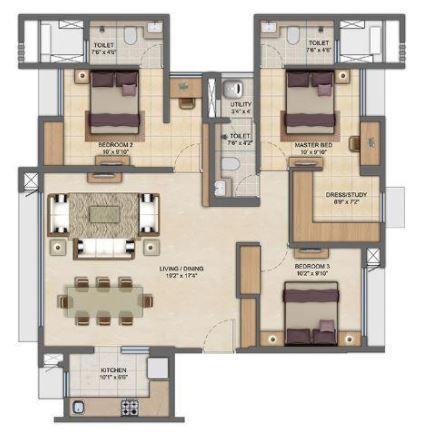 TOILET
7'6" x 4'6"
TOILET
7'6" x 4'6"
UTILITY
3'4" x 4'
TOILET
7'6" x 4'2"
BEDROOM 2
10' x 9'10"
MASTER BED
10' x 9'10"
DRESS/STUDY
8'9" x 7'2"
LIVING / DINING
19'2" x 17'4"
BEDROOM 3
10'2" x 9'10"
KITCHEN
10'1" x 6'6"